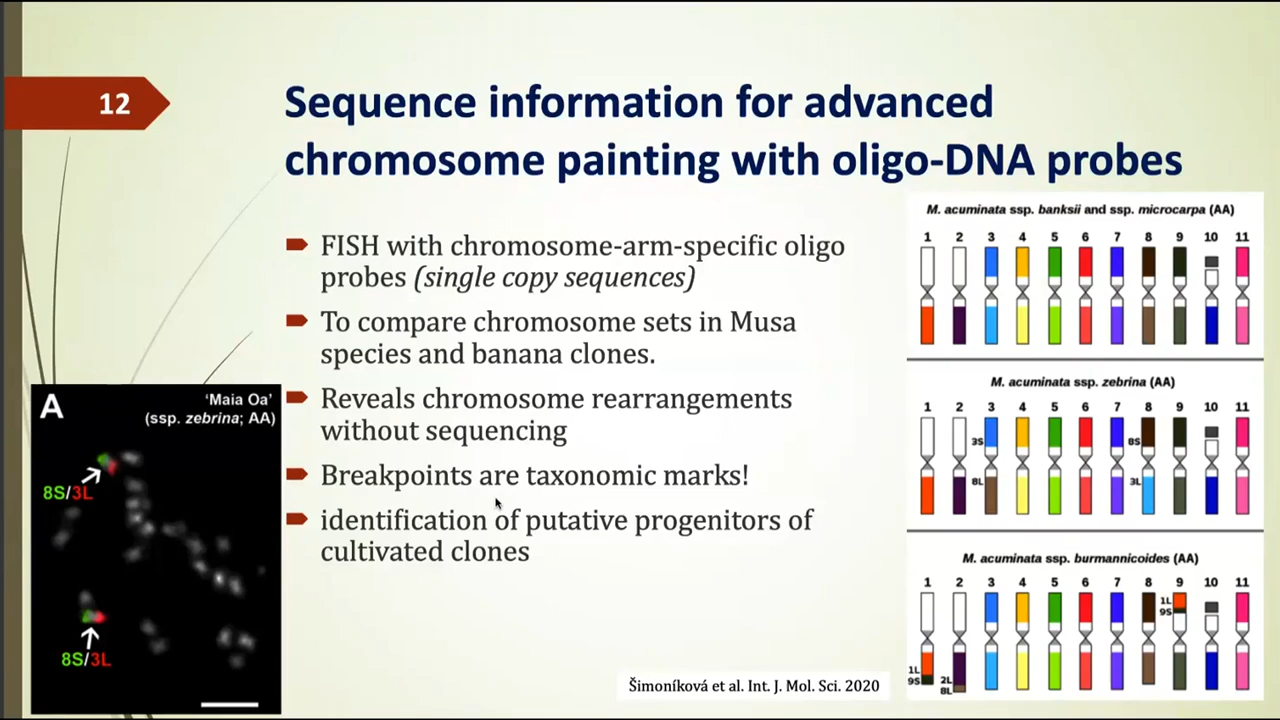 12
Sequence information for advanced
chromosome painting with oligo-DNA probes
FISH with chromosome-arm-specific oligo
probes (single copy sequences)
To compare chromosome sets in Musa
species and banana clones.
Reveals chromosome rearrangements
without sequencing
Breakpoints are taxonomic marks!
identification of putative progenitors of
cultivated clones
A
'Maia Oa'
(ssp. zebrina; AA)
8S/3L
8S/3L
M. acuminata ssp. banksii and ssp. microcarpa (AA)
1 2 3 4 5 6 7 8 9 10 11
M. acuminata ssp. zebrina (AA)
1 2 3 4 5 6 7 8 9 10 11
3S 8S
8L 3L
M. acuminata ssp. burmannicoides (AA)
1 2 3 4 5 6 7 8 9 10 11
1L
9S
1L
9S
2L
8L
Šimoníková et al. Int. J. Mol. Sci. 2020